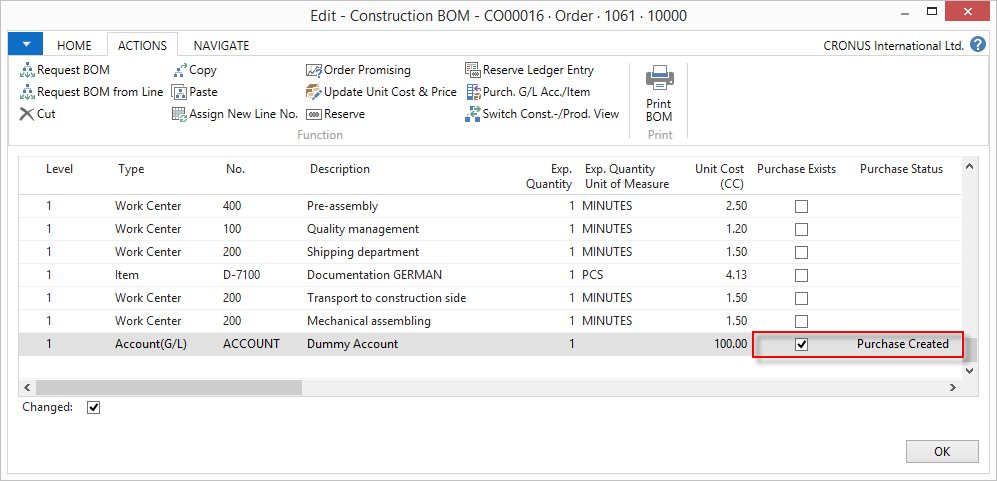 Edit - Construction BOM - CO00016 · Order · 1061 · 10000
HOME ACTIONS NAVIGATE CRONUS International Ltd. ?
Request BOM Copy Order Promising Reserve Ledger Entry
Request BOM from Line Paste Update Unit Cost & Price Purch. G/L Acc./Item
Cut Assign New Line No. Reserve Switch Const.-/Prod. View
Print
BOM
Function Print
Level Type No. Description Exp. Exp. Quantity Unit Cost Purchase Exists Purchase Status
Quantity Unit of Measure (CC)
1 Work Center 400 Pre-assembly 1 MINUTES 2.50
1 Work Center 100 Quality management 1 MINUTES 1.20
1 Work Center 200 Shipping department 1 MINUTES 1.50
1 Item D-7100 Documentation GERMAN 1 PCS 4.13
1 Work Center 200 Transport to construction side 1 MINUTES 1.50
1 Work Center 200 Mechanical assembling 1 MINUTES 1.50
1 Account(G/L) ACCOUNT Dummy Account 1 100.00 Purchase Created
Changed:
OK